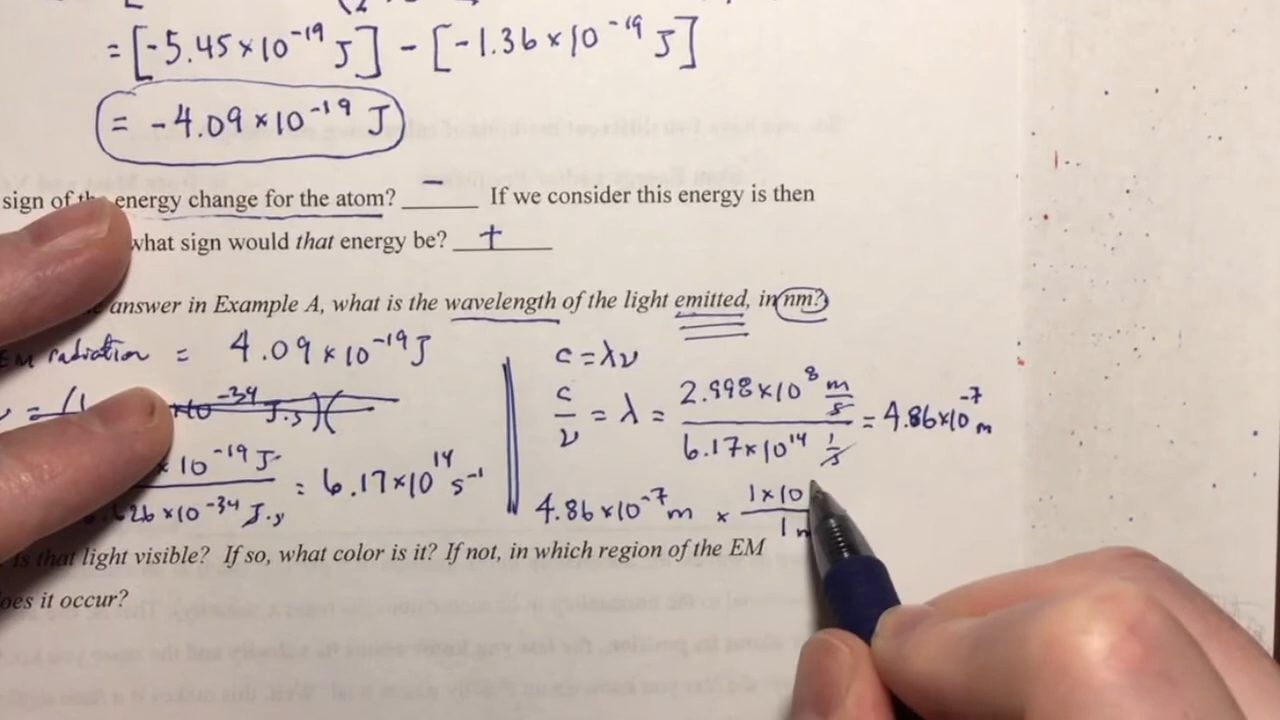 = [-5.45×10⁻¹⁹ J] - [-1.36×10⁻¹⁹ J]
= -4.09×10⁻¹⁹ J
sign of the energy change for the atom? - If we consider this energy is then
what sign would that energy be? +
answer in Example A, what is the wavelength of the light emitted, in nm?
EM radiation = 4.09×10⁻¹⁹ J
c = λν
×10⁻³⁴ J·s)(
c/ν = λ = 2.998×10⁸ m/s / 6.17×10¹⁴ 1/s = 4.86×10⁻⁷ m
×10⁻¹⁹ J / 626×10⁻³⁴ J·s = 6.17×10¹⁴ s⁻¹
4.86×10⁻⁷ m × 1×10 / 1 m
Is that light visible? If so, what color is it? If not, in which region of the EM
does it occur?